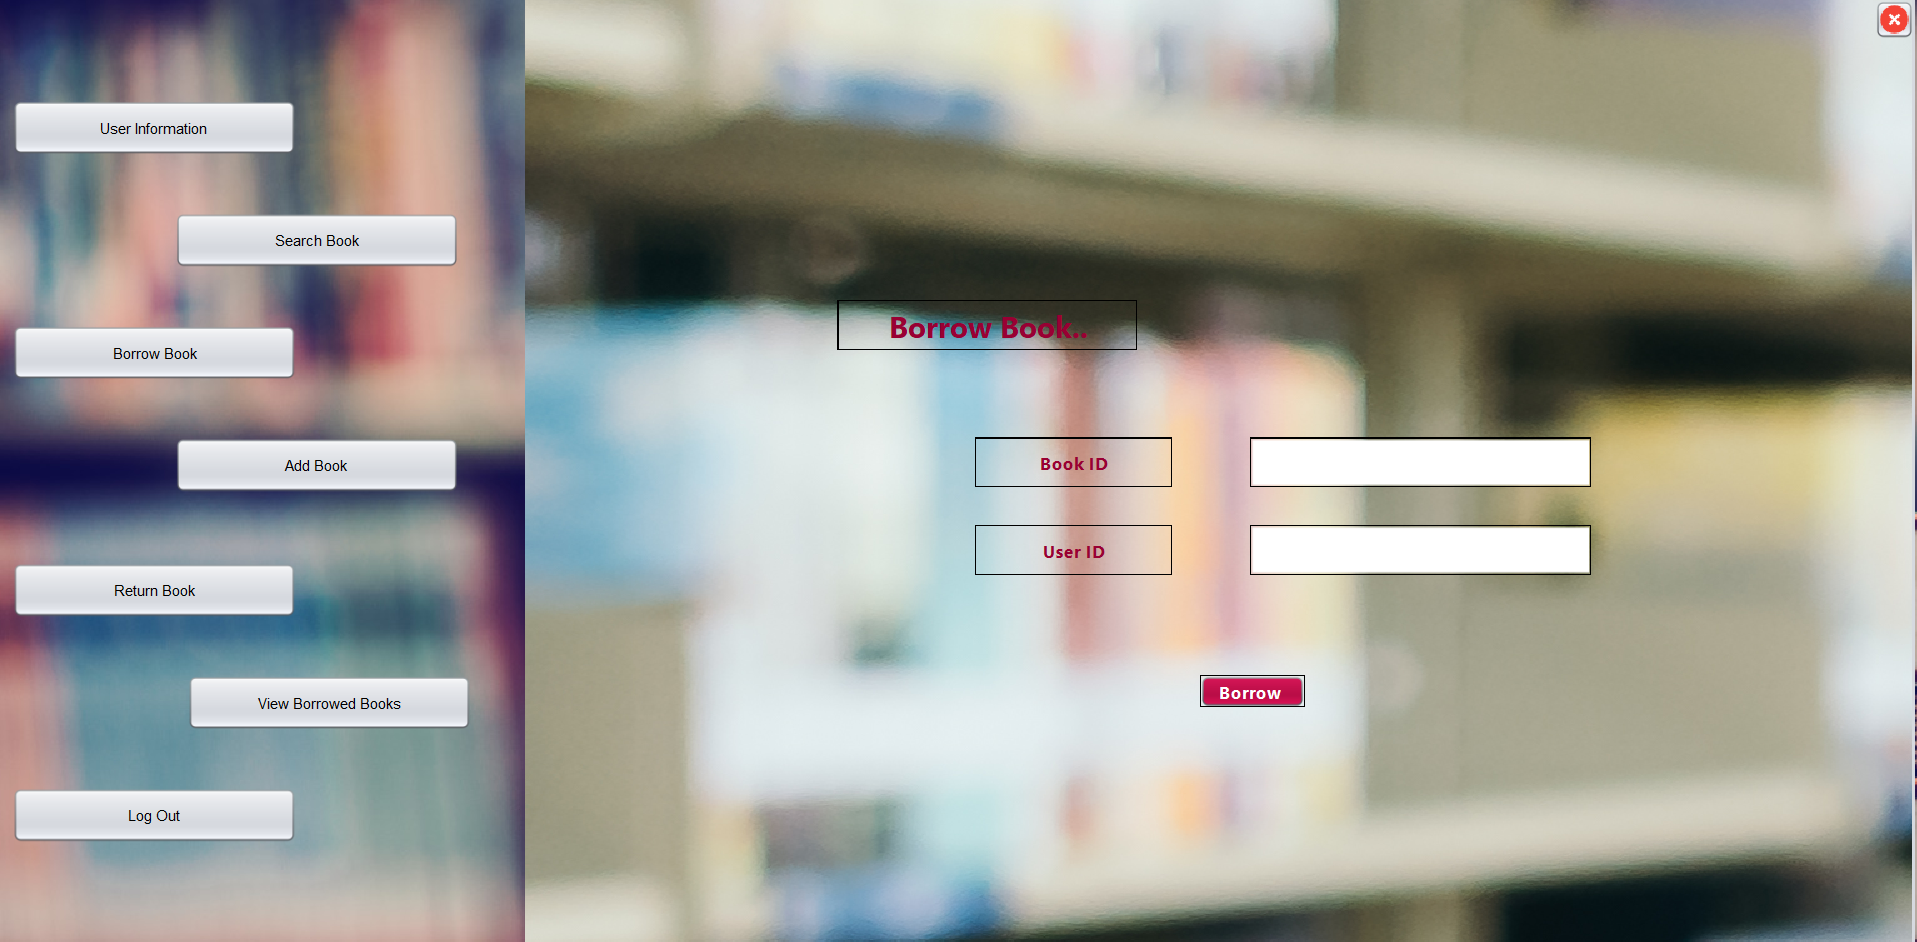 User Information
Search Book
Borrow Book
Add Book
Return Book
View Borrowed Books
Log Out
Borrow Book..
Book ID
User ID
Borrow